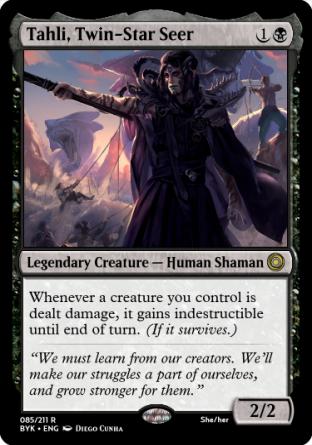 Tahli, Twin-Star Seer 1
Legendary Creature — Human Shaman
Whenever a creature you control is
dealt damage, it gains indestructible
until end of turn. (If it survives.)
“We must learn from our creators. We’ll
make our struggles a part of ourselves,
and grow stronger for them.”
2/2
085/211 R
BYK • ENG Diego Cunha
She/her